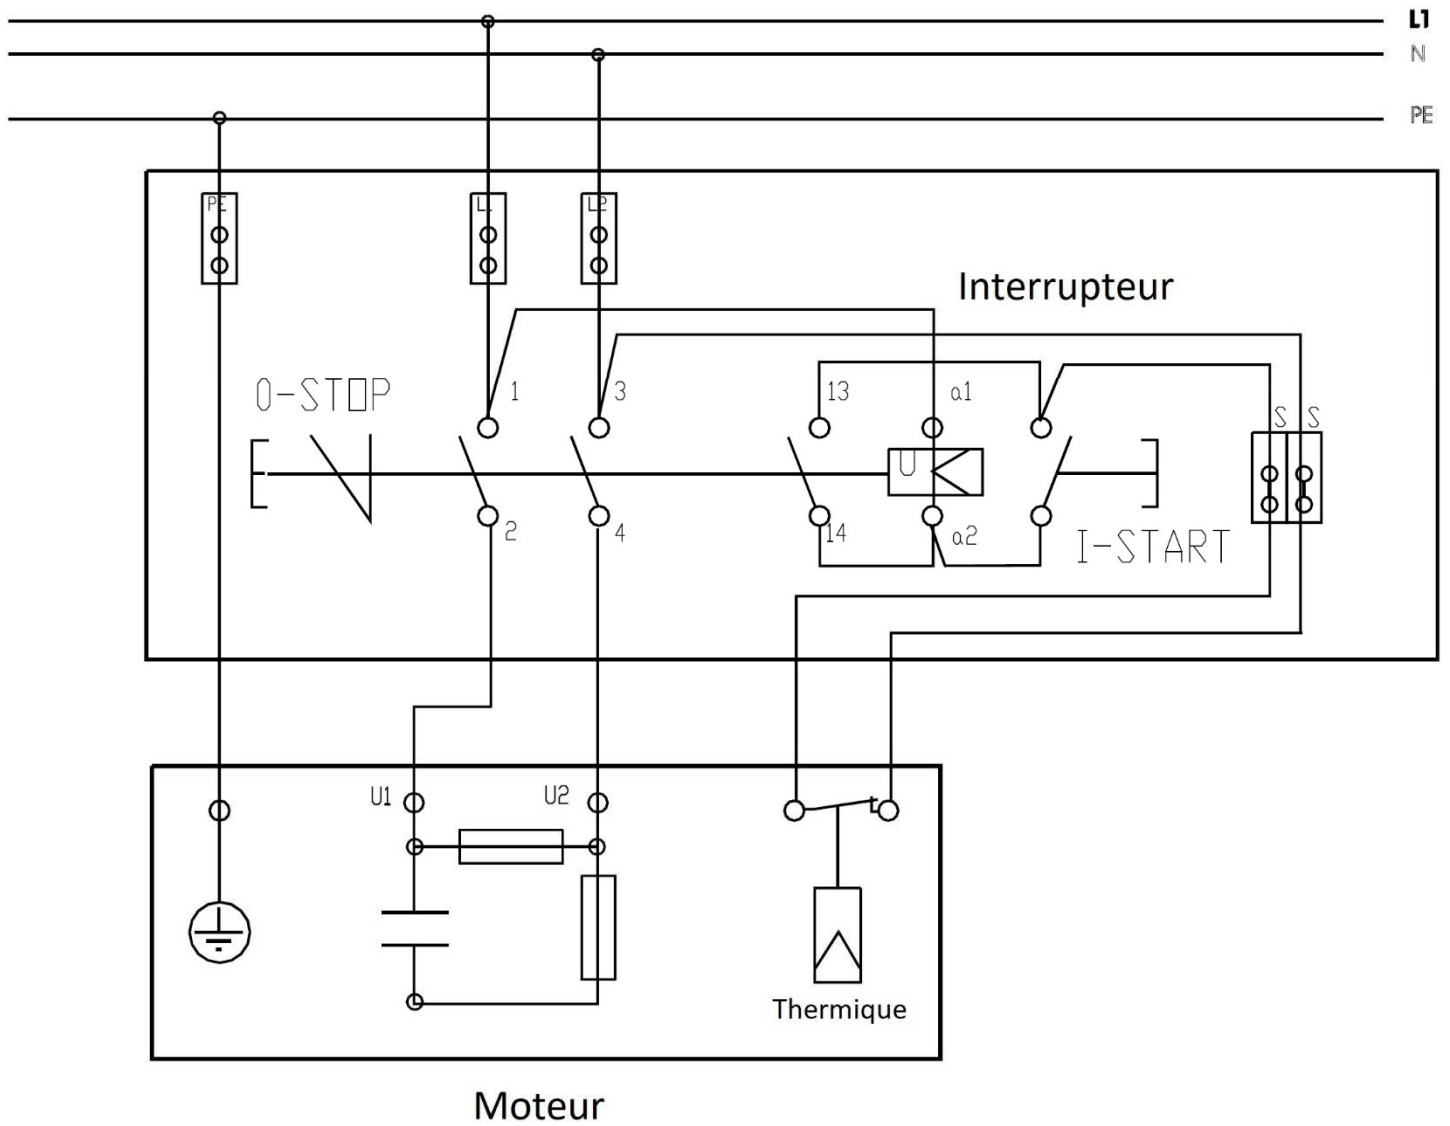 L1
N
PE
PE
L1
L2
Interrupteur
0-STOP
1
3
13
a1
S
S
U
2
4
14
a2
I-START
U1
U2
Thermique
Moteur